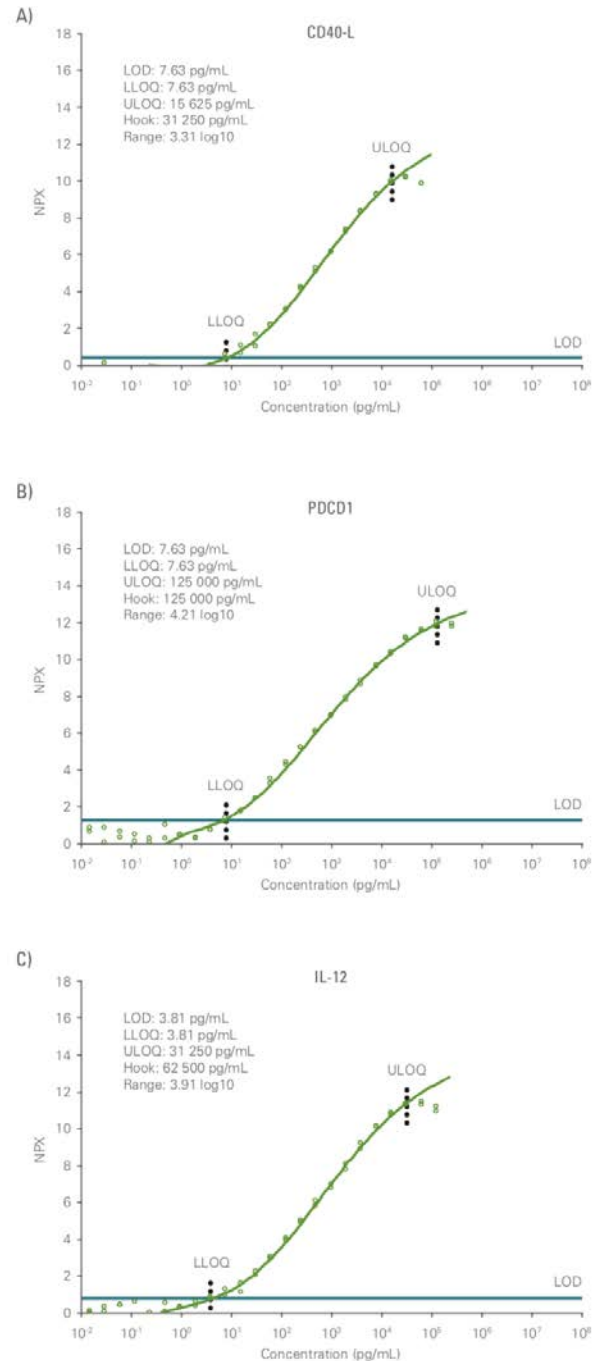 A)
CD40-L
LOD: 7.63 pg/mL
LLOQ: 7.63 pg/mL
ULOQ: 15 625 pg/mL
Hook: 31 250 pg/mL
Range: 3.31 log10
ULOQ
LLOQ
LOD
NPX
18
16
14
12
10
8
6
4
2
0
10⁻² 10⁻¹ 10⁰ 10¹ 10² 10³ 10⁴ 10⁵ 10⁶ 10⁷ 10⁸
Concentration (pg/mL)
B)
PDCD1
LOD: 7.63 pg/mL
LLOQ: 7.63 pg/mL
ULOQ: 125 000 pg/mL
Hook: 125 000 pg/mL
Range: 4.21 log10
ULOQ
LLOQ
LOD
NPX
18
16
14
12
10
8
6
4
2
0
10⁻² 10⁻¹ 10⁰ 10¹ 10² 10³ 10⁴ 10⁵ 10⁶ 10⁷ 10⁸
Concentration (pg/mL)
C)
IL-12
LOD: 3.81 pg/mL
LLOQ: 3.81 pg/mL
ULOQ: 31 250 pg/mL
Hook: 62 500 pg/mL
Range: 3.91 log10
ULOQ
LLOQ
LOD
NPX
18
16
14
12
10
8
6
4
2
0
10⁻² 10⁻¹ 10⁰ 10¹ 10² 10³ 10⁴ 10⁵ 10⁶ 10⁷ 10⁸
Concentration (pg/mL)